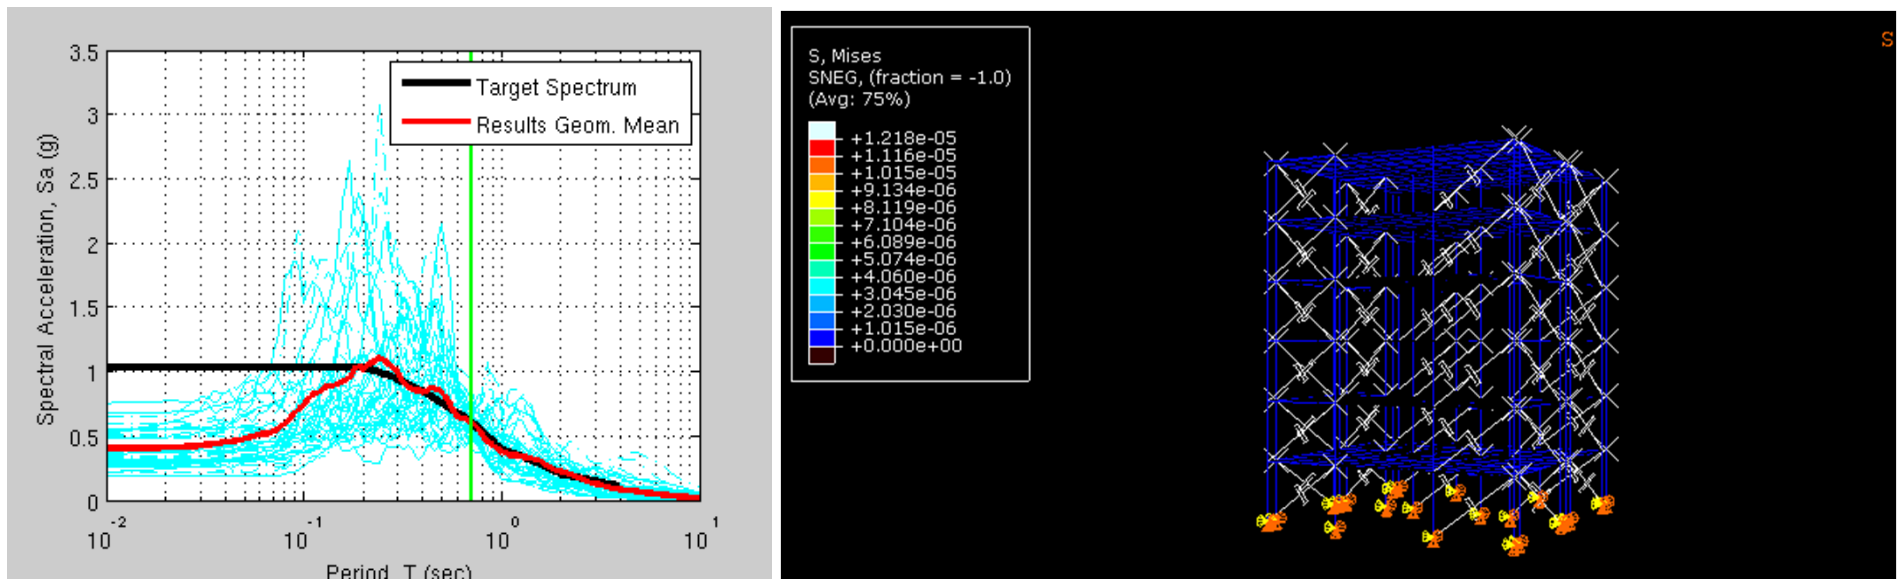 3.5
3
2.5
2
1.5
1
0.5
0
Spectral Acceleration, Sa (g)
Target Spectrum
Results Geom. Mean
10 -2
10 -1
10 0
10 1
Period, T (sec)
S, Mises
SNEG, (fraction = -1.0)
(Avg: 75%)
+1.218e-05
+1.116e-05
+1.015e-05
+9.134e-06
+8.119e-06
+7.104e-06
+6.089e-06
+5.074e-06
+4.060e-06
+3.045e-06
+2.030e-06
+1.015e-06
+0.000e+00
S